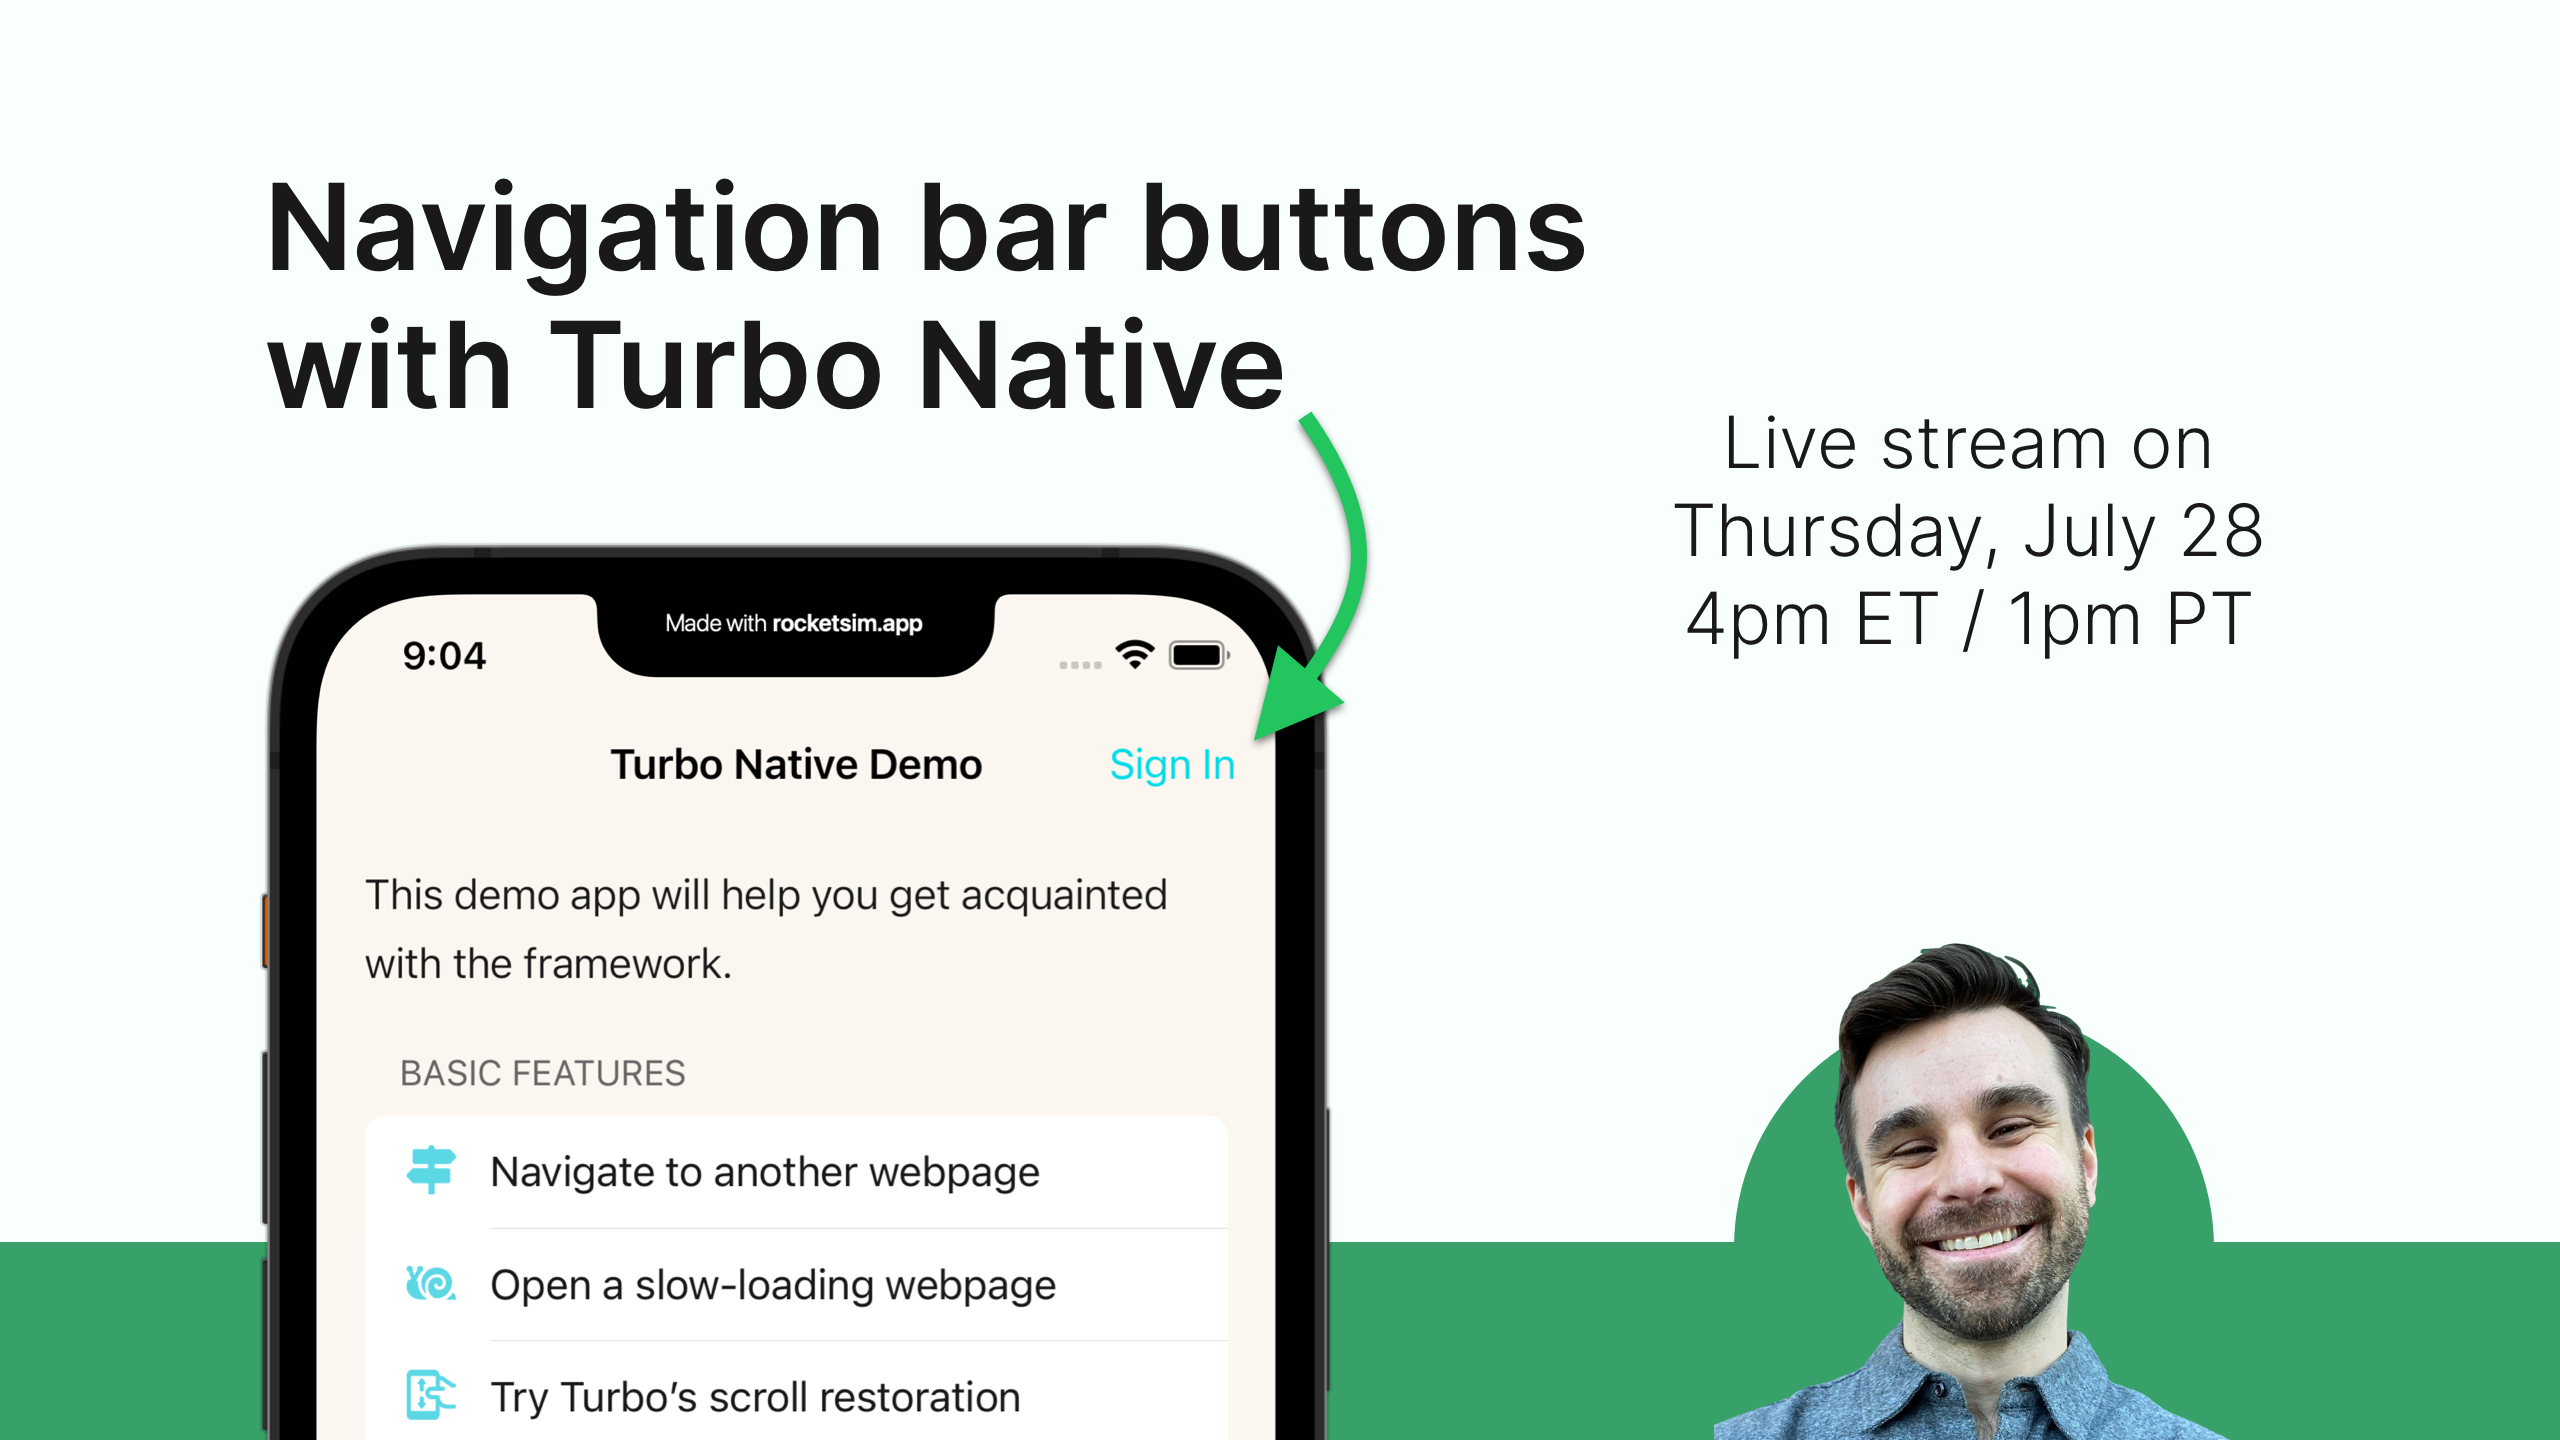 Navigation bar buttons
with Turbo Native
Live stream on
Thursday, July 28
4pm ET / 1pm PT
Made with rocketsim.app
9:04
Turbo Native Demo
Sign In
This demo app will help you get acquainted
with the framework.
BASIC FEATURES
Navigate to another webpage
Open a slow-loading webpage
Try Turbo’s scroll restoration